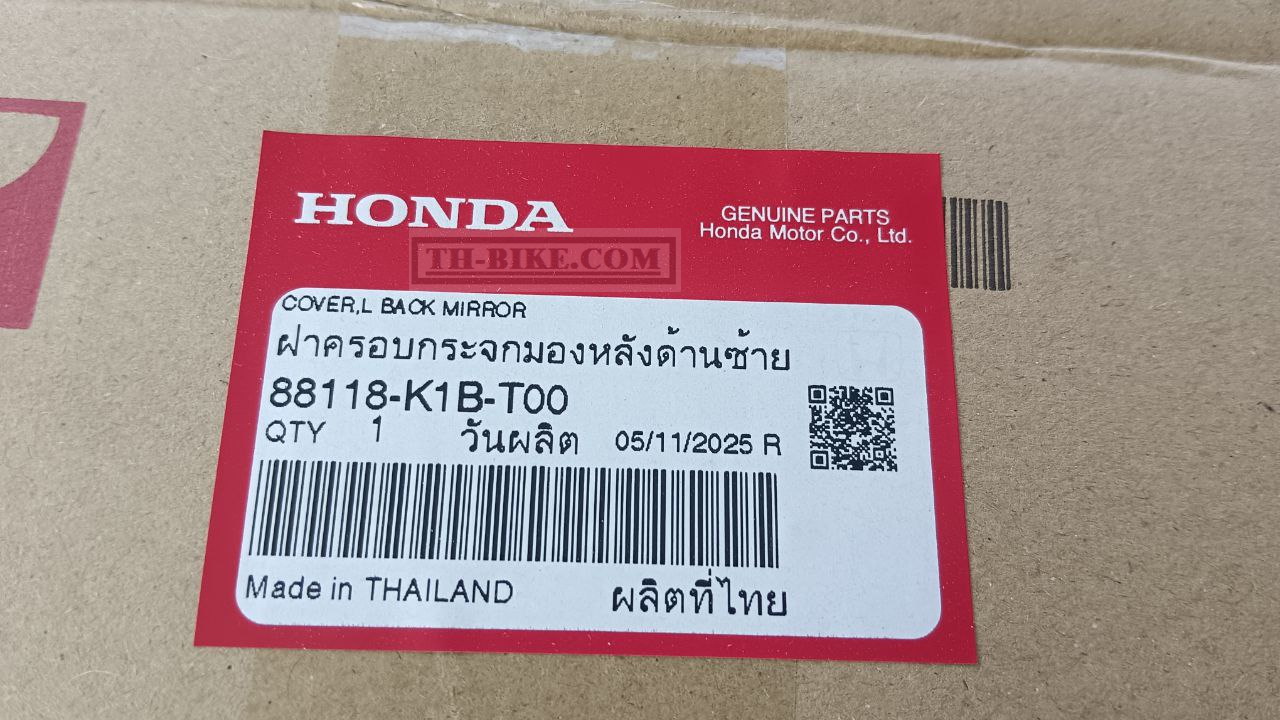 HONDA
GENUINE PARTS
Honda Motor Co., Ltd.
TH-BIKE.COM
COVER,L BACK MIRROR
ฝาครอบกระจกมองหลังด้านซ้าย
88118-K1B-T00
QTY 1 วันผลิต 05/11/2025 R
Made in THAILAND ผลิตที่ไทย